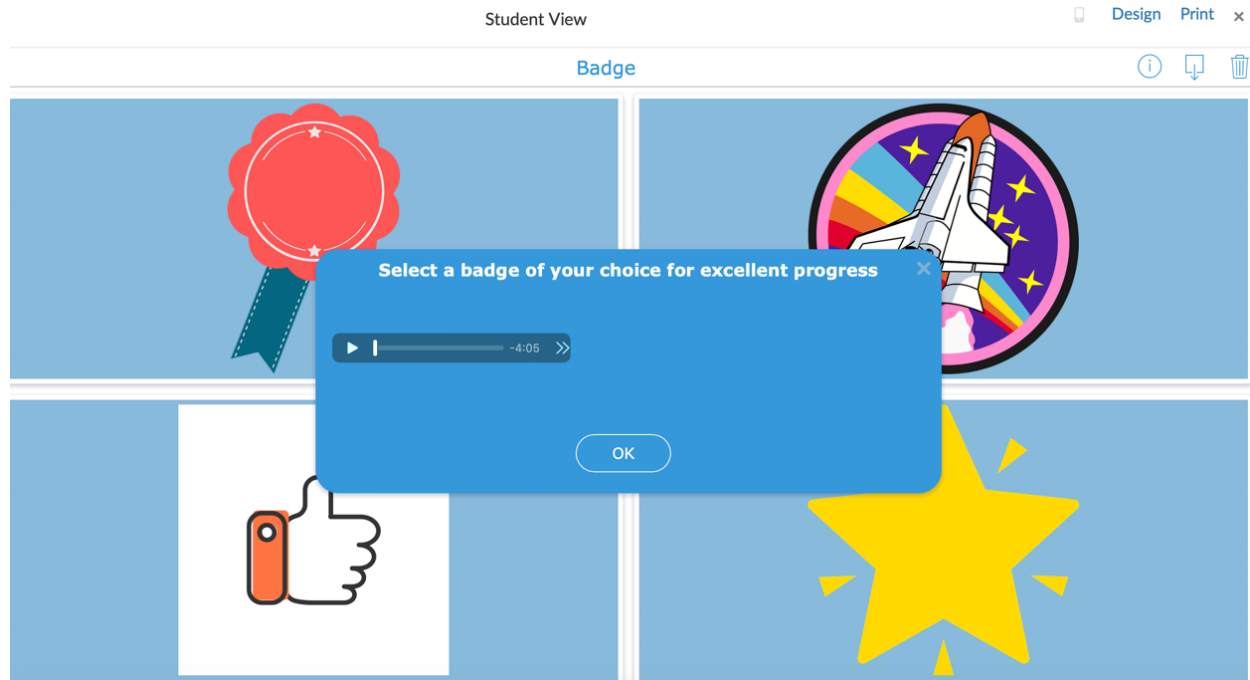 Student View
Design Print
Badge
Select a badge of your choice for excellent progress
-4:05
OK